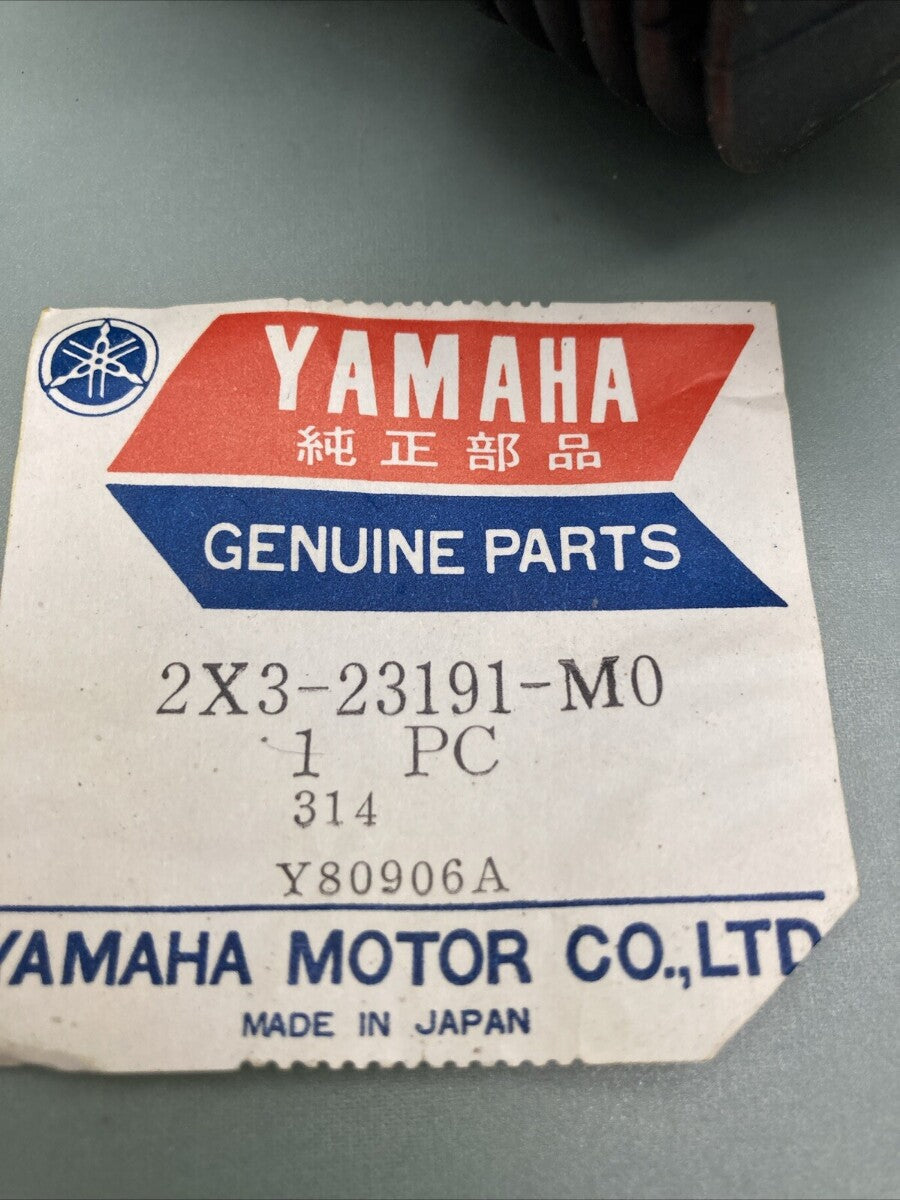 YAMAHA
純正部品
GENUINE PARTS
2X3-23191-M0
1 PC
314
Y80906A
YAMAHA MOTOR CO.,LTD
MADE IN JAPAN